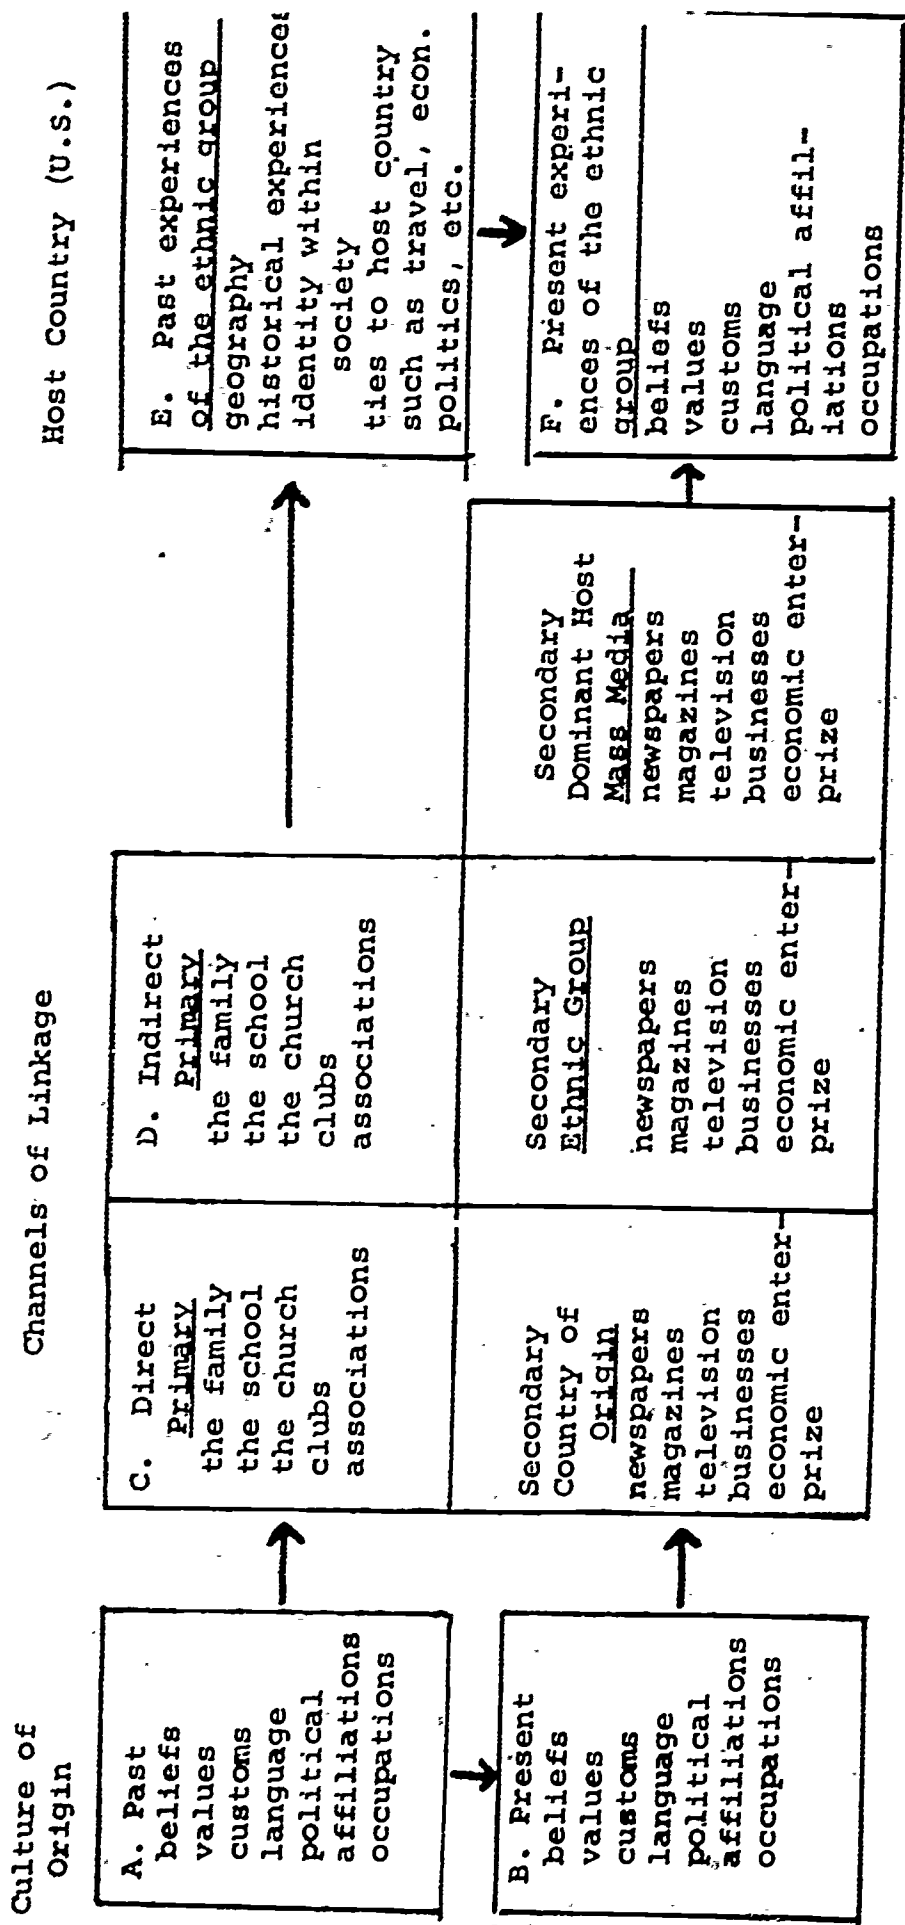 Culture of
Origin
A. Past
beliefs
values
customs
language
political
affiliations
occupations
B. Present
beliefs
values
customs
language
political
affiliations
occupations
Channels of Linkage
C. Direct
Primary
the family
the school
the church
clubs
associations
D. Indirect
Primary
the family
the school
the church
clubs
associations
Secondary
Country of
Origin
newspapers
magazines
television
businesses
economic enter-
prize
Secondary
Ethnic Group
newspapers
magazines
television
businesses
economic enter-
prize
Secondary
Dominant Host
Mass Media
newspapers
magazines
television
businesses
economic enter-
prize
Host Country (U.S.)
E. Past experiences
of the ethnic group
geography
historical experiences
identity within
society
ties to host country
such as travel, econ.
politics, etc.
F. Present experi-
ences of the ethnic
group
beliefs
values
customs
language
political affil-
iations
occupations